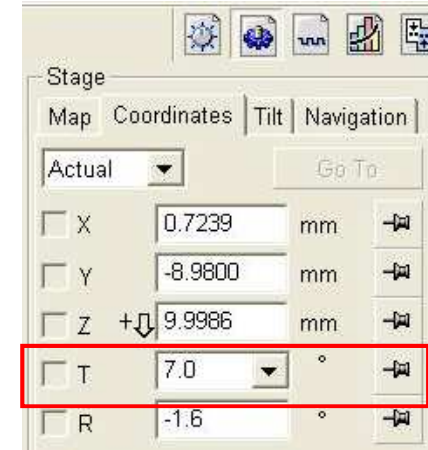 Stage
Map Coordinates Tilt Navigation
Actual Go To
X 0.7239 mm
Y -8.9800 mm
Z + 9.9986 mm
T 7.0 °
R -1.6 °